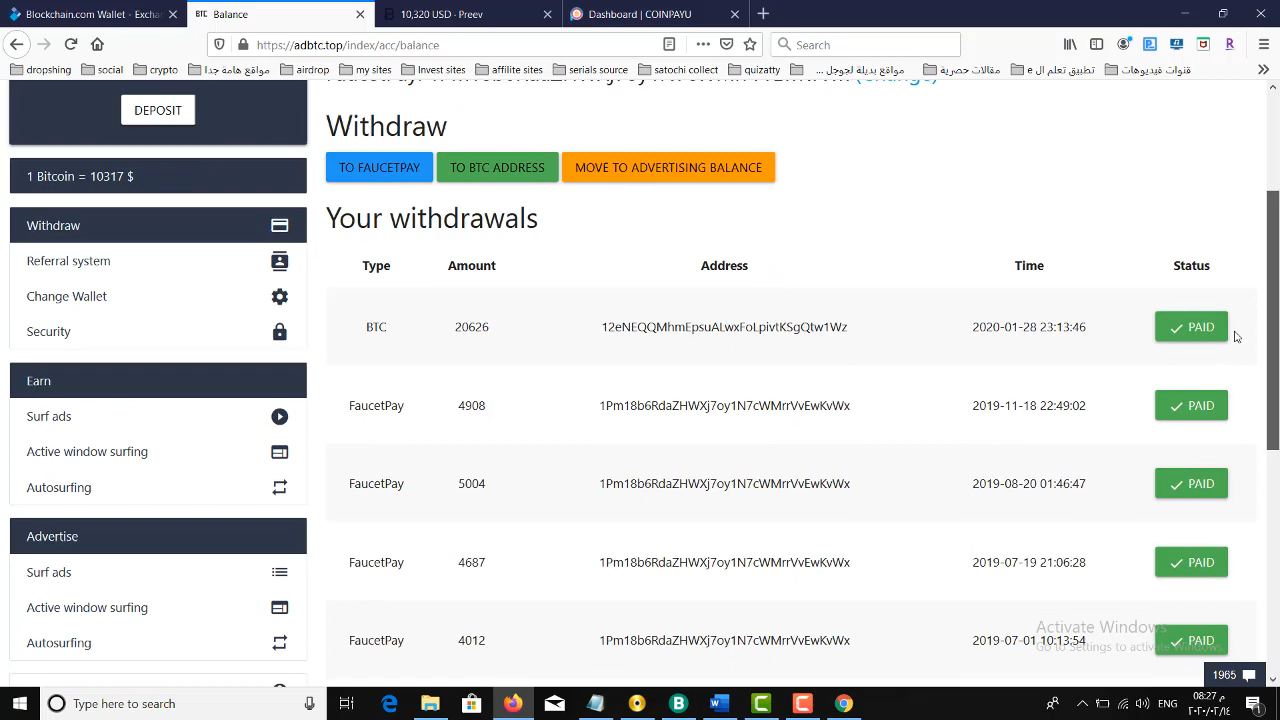 Blockchain.com Wallet - Exchan
BTC Balance
10,320 USD - Preev
Dashboard | COINPAYU
https://adbtc.top/index/acc/balance
Search
dropshing
social
crypto
مواقع هامة جدا
airdrop
my sites
Invest sites
affilite sites
serials source
satochi collect
quizatty
مواقع بديلة لجوجل ...
مقالات حصرية
تطبيق تعلم ال e
قنوات فيديوهات
(Change)
DEPOSIT
Withdraw
TO FAUCETPAY
TO BTC ADDRESS
MOVE TO ADVERTISING BALANCE
1 Bitcoin = 10317 $
Your withdrawals
Withdraw
Referral system
Change Wallet
Security
Earn
Surf ads
Active window surfing
Autosurfing
Advertise
Surf ads
Active window surfing
Autosurfing
Type Amount Address Time Status
BTC 20626 12eNEQQMhmEpsuALwxFoLpivtKSgQtw1Wz 2020-01-28 23:13:46 PAID
FaucetPay 4908 1Pm18b6RdaZHWXj7oy1N7cWMrrVvEwKvWx 2019-11-18 22:49:02 PAID
FaucetPay 5004 1Pm18b6RdaZHWXj7oy1N7cWMrrVvEwKvWx 2019-08-20 01:46:47 PAID
FaucetPay 4687 1Pm18b6RdaZHWXj7oy1N7cWMrrVvEwKvWx 2019-07-19 21:06:28 PAID
FaucetPay 4012 1Pm18b6RdaZHWXj7oy1N7cWMrrVvEwKvWx 2019-07-01 10:13:54 PAID
Activate Windows
Go to Settings to activate Windows.
1965
Type here to search
ENG
08:27 م